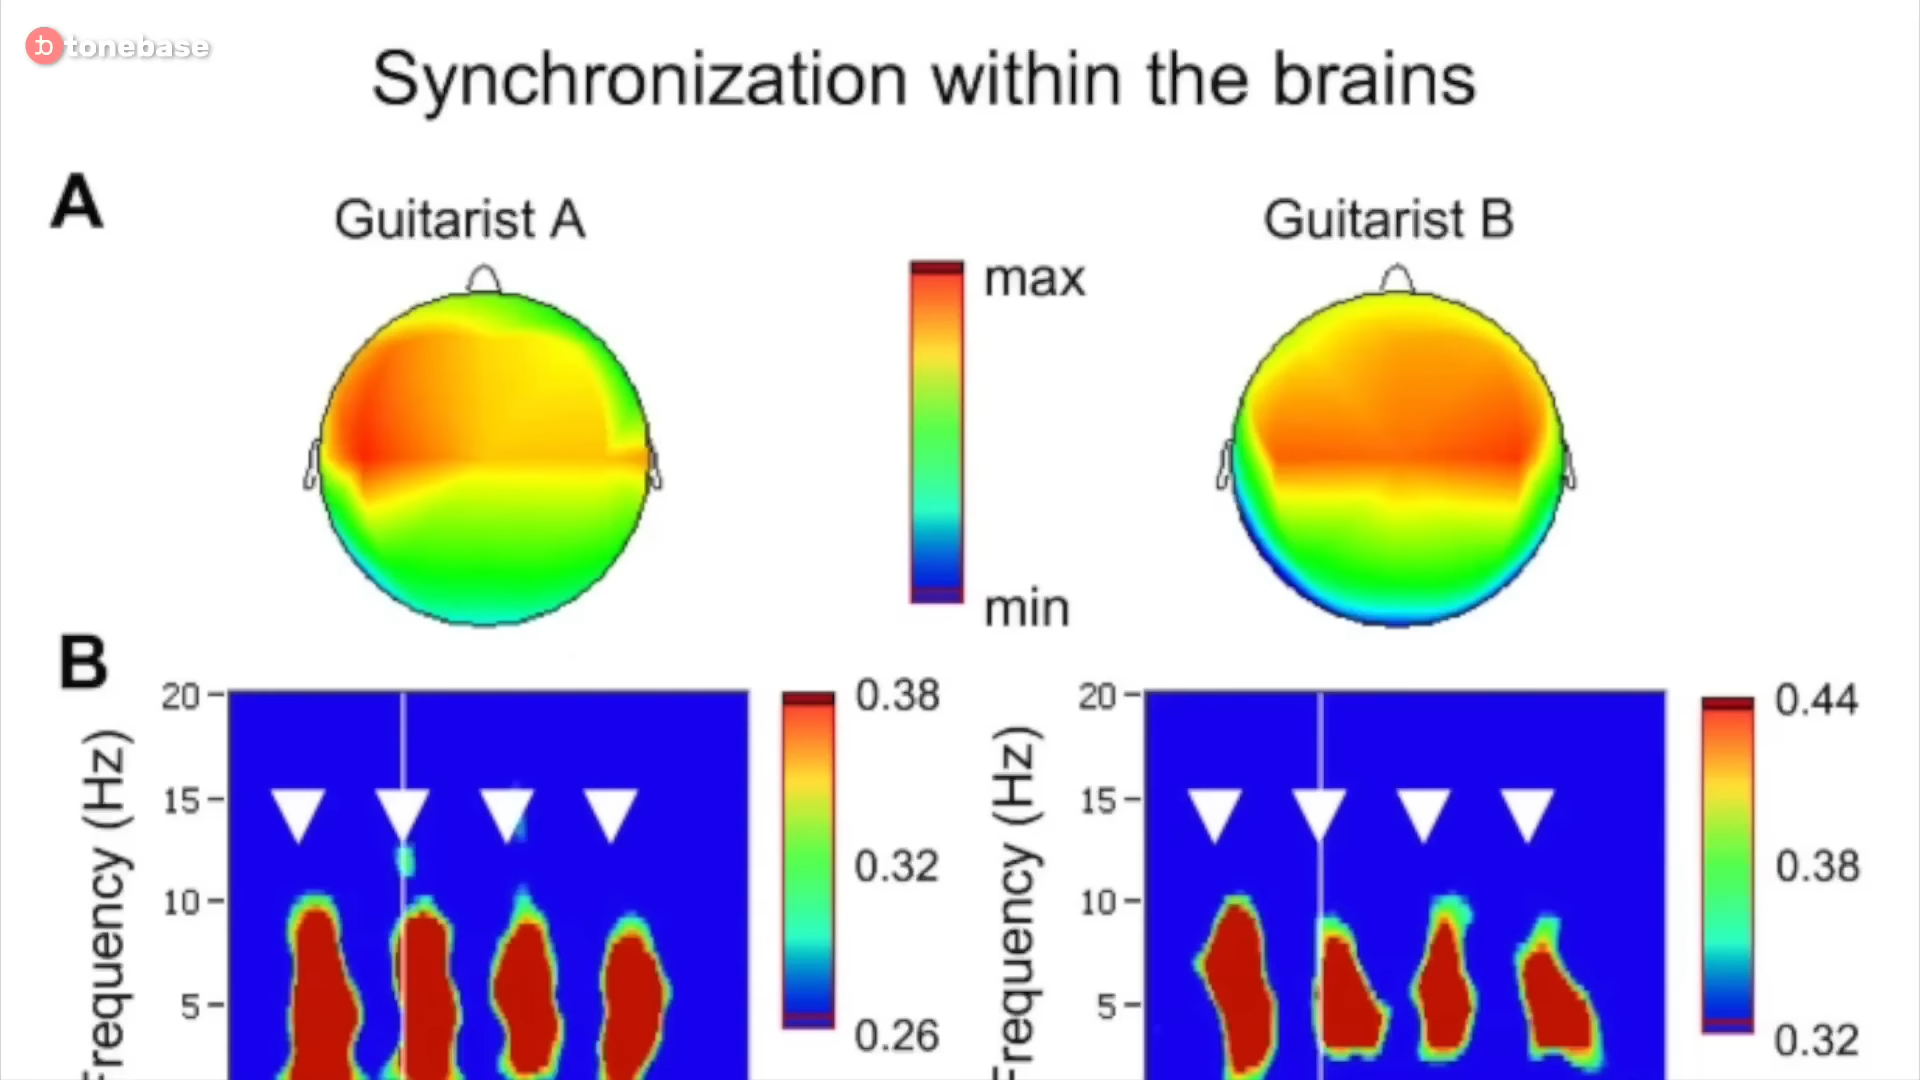 tonebase
Synchronization within the brains
A
Guitarist A
Guitarist B
max
min
B
Frequency (Hz)
20
15
10
5
0.38
0.32
0.26
Frequency (Hz)
20
15
10
5
0.44
0.38
0.32